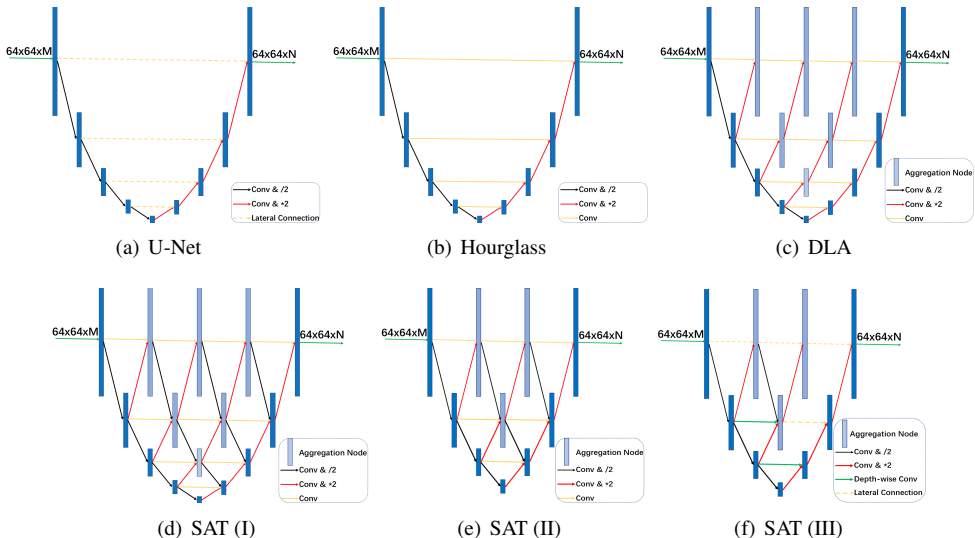 64x64xM
64x64xN
Conv & /2
Conv & *2
Lateral Connection
(a) U-Net
64x64xM
64x64xN
Conv & /2
Conv & *2
Conv
(b) Hourglass
64x64xM
64x64xN
Aggregation Node
Conv & /2
Conv & *2
Conv
(c) DLA
64x64xM
64x64xN
Aggregation Node
Conv & /2
Conv & *2
Conv
(d) SAT (I)
64x64xM
64x64xN
Aggregation Node
Conv & /2
Conv & *2
Conv
(e) SAT (II)
64x64xM
64x64xN
Aggregation Node
Conv & /2
Conv & *2
Depth-wise Conv
Lateral Connection
(f) SAT (III)